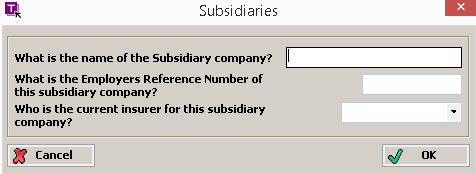 Subsidiaries
What is the name of the Subsidiary company?
What is the Employers Reference Number of
this subsidiary company?
Who is the current insurer for this subsidiary
company?
Cancel
OK